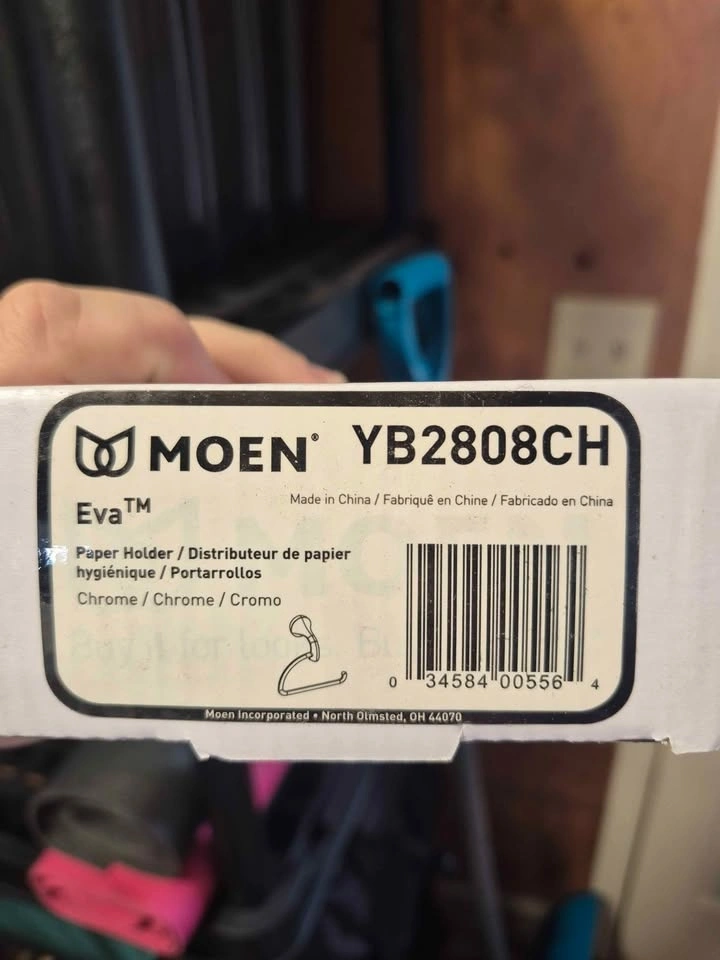 MOEN® YB2808CH
Eva™
Made in China / Fabriquê en Chine / Fabricado en China
Paper Holder / Distributeur de papier
hygiénique / Portarrollos
Chrome / Chrome / Cromo
0 34584 00556 4
Moen Incorporated • North Olmsted, OH 44070